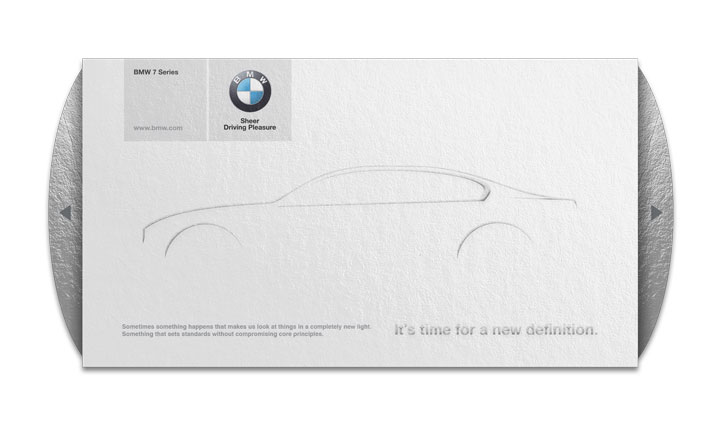 BMW 7 Series
www.bmw.com
BMW
Sheer
Driving Pleasure
Sometimes something happens that makes us look at things in a completely new light.
Something that sets standards without compromising core principles.
It's time for a new definition.